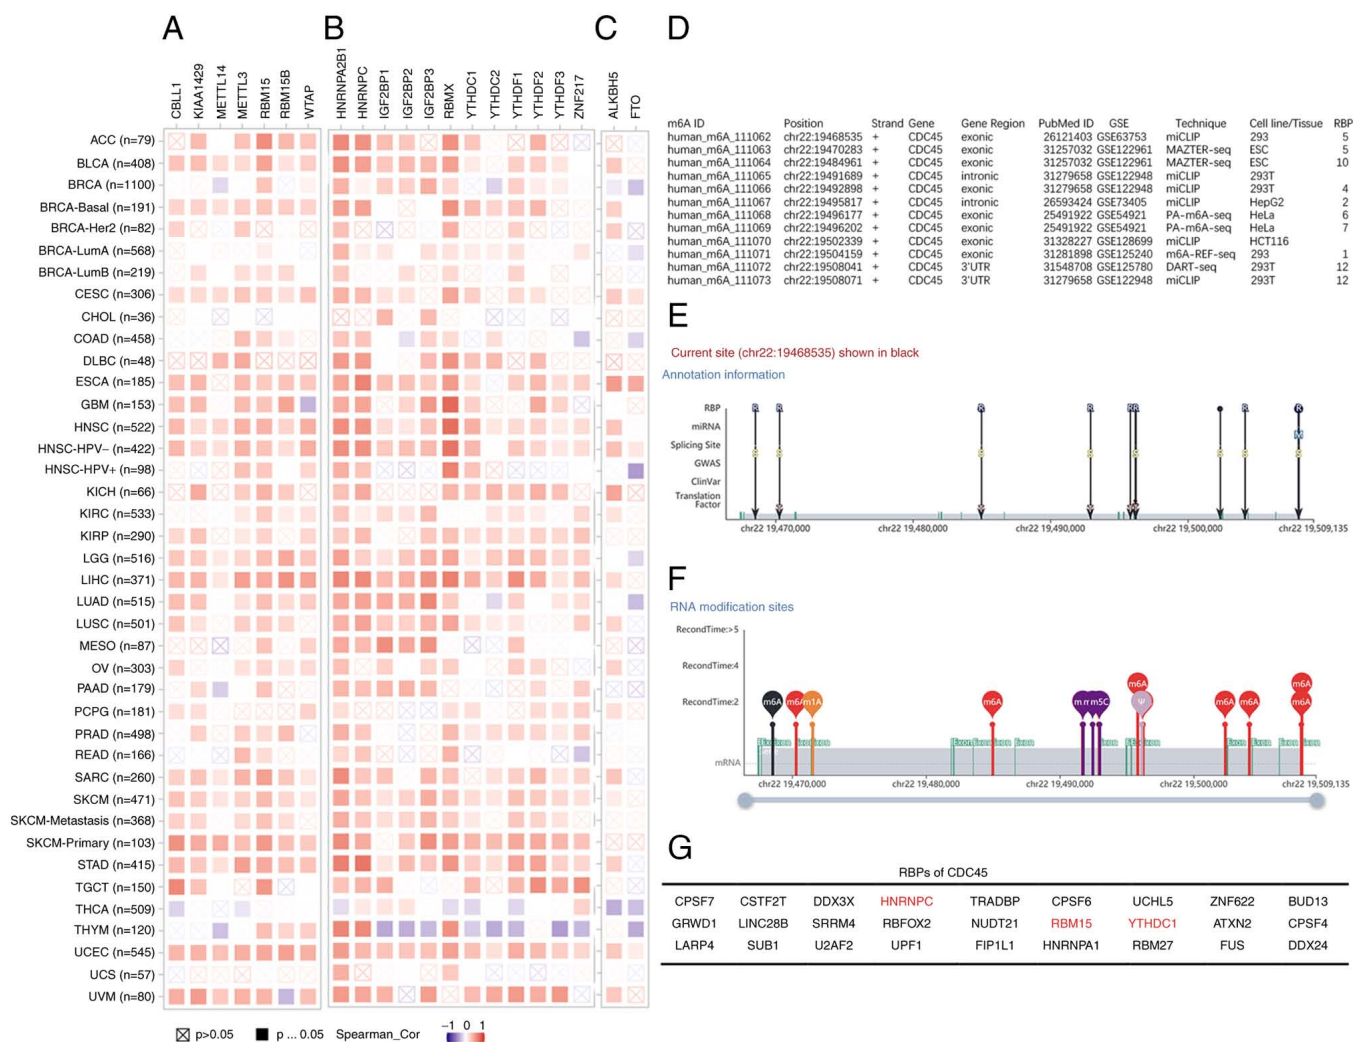 A
B
C
D
E
F
G
CBLL1
KIAA1429
METTL14
METTL3
RBM15
RBM15B
WTAP
HNRNPA2B1
HNRNPC
IGF2BP1
IGF2BP2
IGF2BP3
RBMX
YTHDC1
YTHDC2
YTHDF1
YTHDF2
YTHDF3
ZNF217
ALKBH5
FTO
ACC (n=79)
BLCA (n=408)
BRCA (n=1100)
BRCA-Basal (n=191)
BRCA-Her2 (n=82)
BRCA-LumA (n=568)
BRCA-LumB (n=219)
CESC (n=306)
CHOL (n=36)
COAD (n=458)
DLBC (n=48)
ESCA (n=185)
GBM (n=153)
HNSC (n=522)
HNSC-HPV− (n=422)
HNSC-HPV+ (n=98)
KICH (n=66)
KIRC (n=533)
KIRP (n=290)
LGG (n=516)
LIHC (n=371)
LUAD (n=515)
LUSC (n=501)
MESO (n=87)
OV (n=303)
PAAD (n=179)
PCPG (n=181)
PRAD (n=498)
READ (n=166)
SARC (n=260)
SKCM (n=471)
SKCM-Metastasis (n=368)
SKCM-Primary (n=103)
STAD (n=415)
TGCT (n=150)
THCA (n=509)
THYM (n=120)
UCEC (n=545)
UCS (n=57)
UVM (n=80)
p>0.05 p ... 0.05 Spearman_Cor −1 0 1
m6A ID Position Strand Gene Gene Region PubMed ID GSE Technique Cell line/Tissue RBP
human_m6A_111062 chr22:19468535 + CDC45 exonic 26121403 GSE63753 miCLIP 293 5
human_m6A_111063 chr22:19470283 + CDC45 exonic 31257032 GSE122961 MAZTER-seq ESC 5
human_m6A_111064 chr22:19484961 + CDC45 exonic 31257032 GSE122961 MAZTER-seq ESC 10
human_m6A_111065 chr22:19491689 + CDC45 intronic 31279658 GSE122948 miCLIP 293T
human_m6A_111066 chr22:19492898 + CDC45 exonic 31279658 GSE122948 miCLIP 293T 4
human_m6A_111067 chr22:19495817 + CDC45 intronic 26593424 GSE73405 miCLIP HepG2 2
human_m6A_111068 chr22:19496177 + CDC45 exonic 25491922 GSE54921 PA-m6A-seq HeLa 6
human_m6A_111069 chr22:19496202 + CDC45 exonic 25491922 GSE54921 PA-m6A-seq HeLa 7
human_m6A_111070 chr22:19502339 + CDC45 exonic 31328227 GSE128699 miCLIP HCT116
human_m6A_111071 chr22:19504159 + CDC45 exonic 31281898 GSE125240 m6A-REF-seq 293 1
human_m6A_111072 chr22:19508041 + CDC45 3'UTR 31548708 GSE125780 DART-seq 293T 12
human_m6A_111073 chr22:19508071 + CDC45 3'UTR 31279658 GSE122948 miCLIP 293T 12
Current site (chr22:19468535) shown in black
Annotation information
RBP
miRNA
Splicing Site
GWAS
ClinVar
Translation
Factor
R R R R R R R R
M
S S S S S S S
chr22 19,470,000 chr22 19,480,000 chr22 19,490,000 chr22 19,500,000 chr22 19,509,135
RNA modification sites
RecondTime:>5
RecondTime:4
RecondTime:2
mRNA
m6A m6A
m6A m6A m1A m6A m5C Ψ m6A m6A m6A
Exon Exon Exon Exon Exon Exon Exon
chr22 19,470,000 chr22 19,480,000 chr22 19,490,000 chr22 19,500,000 chr22 19,509,135
RBPs of CDC45
CPSF7 CSTF2T DDX3X HNRNPC TRADBP CPSF6 UCHL5 ZNF622 BUD13
GRWD1 LINC28B SRRM4 RBFOX2 NUDT21 RBM15 YTHDC1 ATXN2 CPSF4
LARP4 SUB1 U2AF2 UPF1 FIP1L1 HNRNPA1 RBM27 FUS DDX24